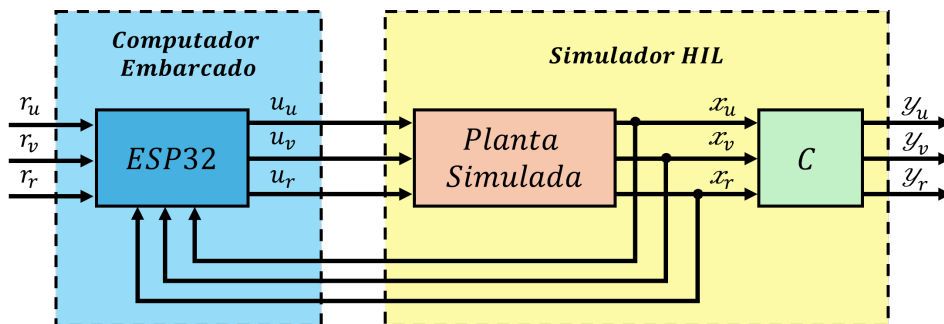 Computador
Embarcado
Simulador HIL
r_u
r_v
r_r
ESP32
u_u
u_v
u_r
Planta
Simulada
x_u
x_v
x_r
C
y_u
y_v
y_r